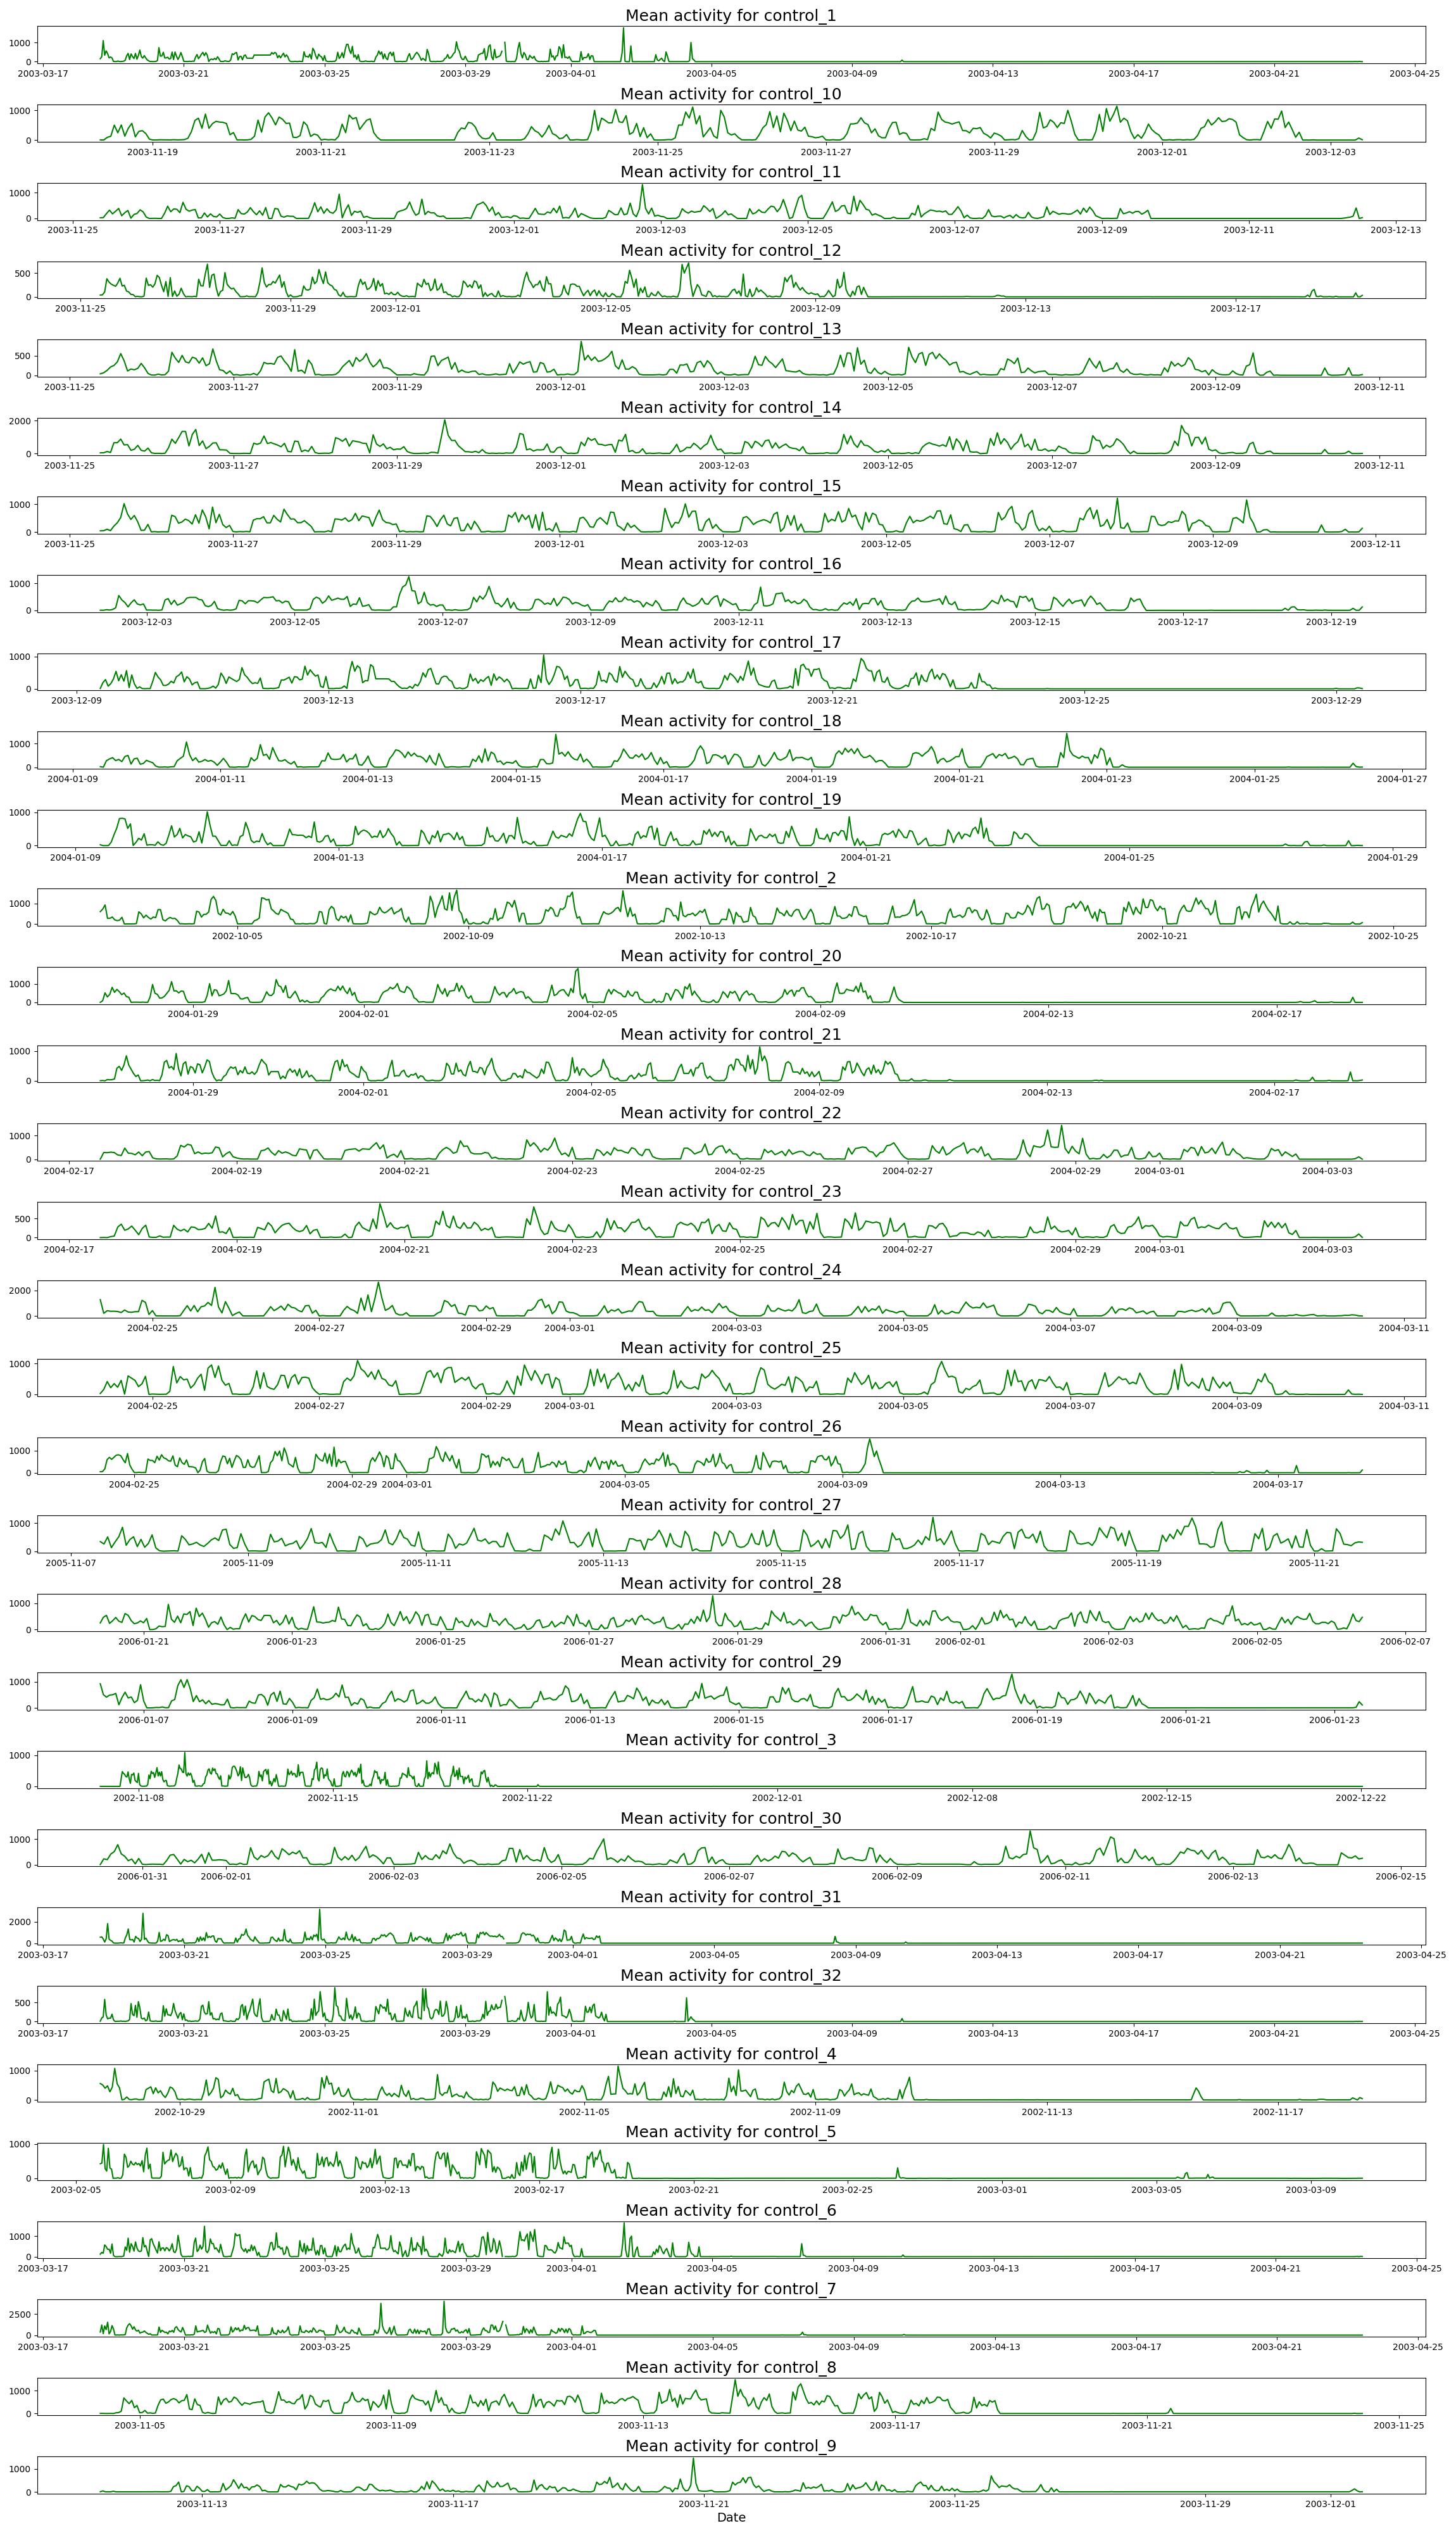 Mean activity for control_1
1000
0
2003-03-17 2003-03-21 2003-03-25 2003-03-29 2003-04-01 2003-04-05 2003-04-09 2003-04-13 2003-04-17 2003-04-21 2003-04-25
Mean activity for control_10
1000
0
2003-11-19 2003-11-21 2003-11-23 2003-11-25 2003-11-27 2003-11-29 2003-12-01 2003-12-03
Mean activity for control_11
1000
0
2003-11-25 2003-11-27 2003-11-29 2003-12-01 2003-12-03 2003-12-05 2003-12-07 2003-12-09 2003-12-11 2003-12-13
Mean activity for control_12
500
0
2003-11-25 2003-11-29 2003-12-01 2003-12-05 2003-12-09 2003-12-13 2003-12-17
Mean activity for control_13
500
0
2003-11-25 2003-11-27 2003-11-29 2003-12-01 2003-12-03 2003-12-05 2003-12-07 2003-12-09 2003-12-11
Mean activity for control_14
2000
0
2003-11-25 2003-11-27 2003-11-29 2003-12-01 2003-12-03 2003-12-05 2003-12-07 2003-12-09 2003-12-11
Mean activity for control_15
1000
0
2003-11-25 2003-11-27 2003-11-29 2003-12-01 2003-12-03 2003-12-05 2003-12-07 2003-12-09 2003-12-11
Mean activity for control_16
1000
0
2003-12-03 2003-12-05 2003-12-07 2003-12-09 2003-12-11 2003-12-13 2003-12-15 2003-12-17 2003-12-19
Mean activity for control_17
1000
0
2003-12-09 2003-12-13 2003-12-17 2003-12-21 2003-12-25 2003-12-29
Mean activity for control_18
1000
0
2004-01-09 2004-01-11 2004-01-13 2004-01-15 2004-01-17 2004-01-19 2004-01-21 2004-01-23 2004-01-25 2004-01-27
Mean activity for control_19
1000
0
2004-01-09 2004-01-13 2004-01-17 2004-01-21 2004-01-25 2004-01-29
Mean activity for control_2
1000
0
2002-10-05 2002-10-09 2002-10-13 2002-10-17 2002-10-21 2002-10-25
Mean activity for control_20
1000
0
2004-01-29 2004-02-01 2004-02-05 2004-02-09 2004-02-13 2004-02-17
Mean activity for control_21
1000
0
2004-01-29 2004-02-01 2004-02-05 2004-02-09 2004-02-13 2004-02-17
Mean activity for control_22
1000
0
2004-02-17 2004-02-19 2004-02-21 2004-02-23 2004-02-25 2004-02-27 2004-02-29 2004-03-01 2004-03-03
Mean activity for control_23
500
0
2004-02-17 2004-02-19 2004-02-21 2004-02-23 2004-02-25 2004-02-27 2004-02-29 2004-03-01 2004-03-03
Mean activity for control_24
2000
0
2004-02-25 2004-02-27 2004-02-29 2004-03-01 2004-03-03 2004-03-05 2004-03-07 2004-03-09 2004-03-11
Mean activity for control_25
1000
0
2004-02-25 2004-02-27 2004-02-29 2004-03-01 2004-03-03 2004-03-05 2004-03-07 2004-03-09 2004-03-11
Mean activity for control_26
1000
0
2004-02-25 2004-02-29 2004-03-01 2004-03-05 2004-03-09 2004-03-13 2004-03-17
Mean activity for control_27
1000
0
2005-11-07 2005-11-09 2005-11-11 2005-11-13 2005-11-15 2005-11-17 2005-11-19 2005-11-21
Mean activity for control_28
1000
0
2006-01-21 2006-01-23 2006-01-25 2006-01-27 2006-01-29 2006-01-31 2006-02-01 2006-02-03 2006-02-05 2006-02-07
Mean activity for control_29
1000
0
2006-01-07 2006-01-09 2006-01-11 2006-01-13 2006-01-15 2006-01-17 2006-01-19 2006-01-21 2006-01-23
Mean activity for control_3
1000
0
2002-11-08 2002-11-15 2002-11-22 2002-12-01 2002-12-08 2002-12-15 2002-12-22
Mean activity for control_30
1000
0
2006-01-31 2006-02-01 2006-02-03 2006-02-05 2006-02-07 2006-02-09 2006-02-11 2006-02-13 2006-02-15
Mean activity for control_31
2000
0
2003-03-17 2003-03-21 2003-03-25 2003-03-29 2003-04-01 2003-04-05 2003-04-09 2003-04-13 2003-04-17 2003-04-21 2003-04-25
Mean activity for control_32
500
0
2003-03-17 2003-03-21 2003-03-25 2003-03-29 2003-04-01 2003-04-05 2003-04-09 2003-04-13 2003-04-17 2003-04-21 2003-04-25
Mean activity for control_4
1000
0
2002-10-29 2002-11-01 2002-11-05 2002-11-09 2002-11-13 2002-11-17
Mean activity for control_5
1000
0
2003-02-05 2003-02-09 2003-02-13 2003-02-17 2003-02-21 2003-02-25 2003-03-01 2003-03-05 2003-03-09
Mean activity for control_6
1000
0
2003-03-17 2003-03-21 2003-03-25 2003-03-29 2003-04-01 2003-04-05 2003-04-09 2003-04-13 2003-04-17 2003-04-21 2003-04-25
Mean activity for control_7
2500
0
2003-03-17 2003-03-21 2003-03-25 2003-03-29 2003-04-01 2003-04-05 2003-04-09 2003-04-13 2003-04-17 2003-04-21 2003-04-25
Mean activity for control_8
1000
0
2003-11-05 2003-11-09 2003-11-13 2003-11-17 2003-11-21 2003-11-25
Mean activity for control_9
1000
0
2003-11-13 2003-11-17 2003-11-21 2003-11-25 2003-11-29 2003-12-01
Date